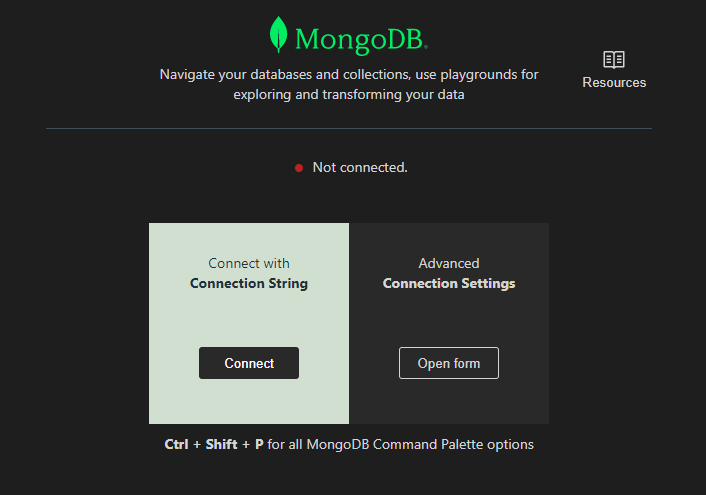 MongoDB
Navigate your databases and collections, use playgrounds for
exploring and transforming your data
Resources
Not connected.
Connect with
Connection String
Connect
Advanced
Connection Settings
Open form
Ctrl + Shift + P for all MongoDB Command Palette options